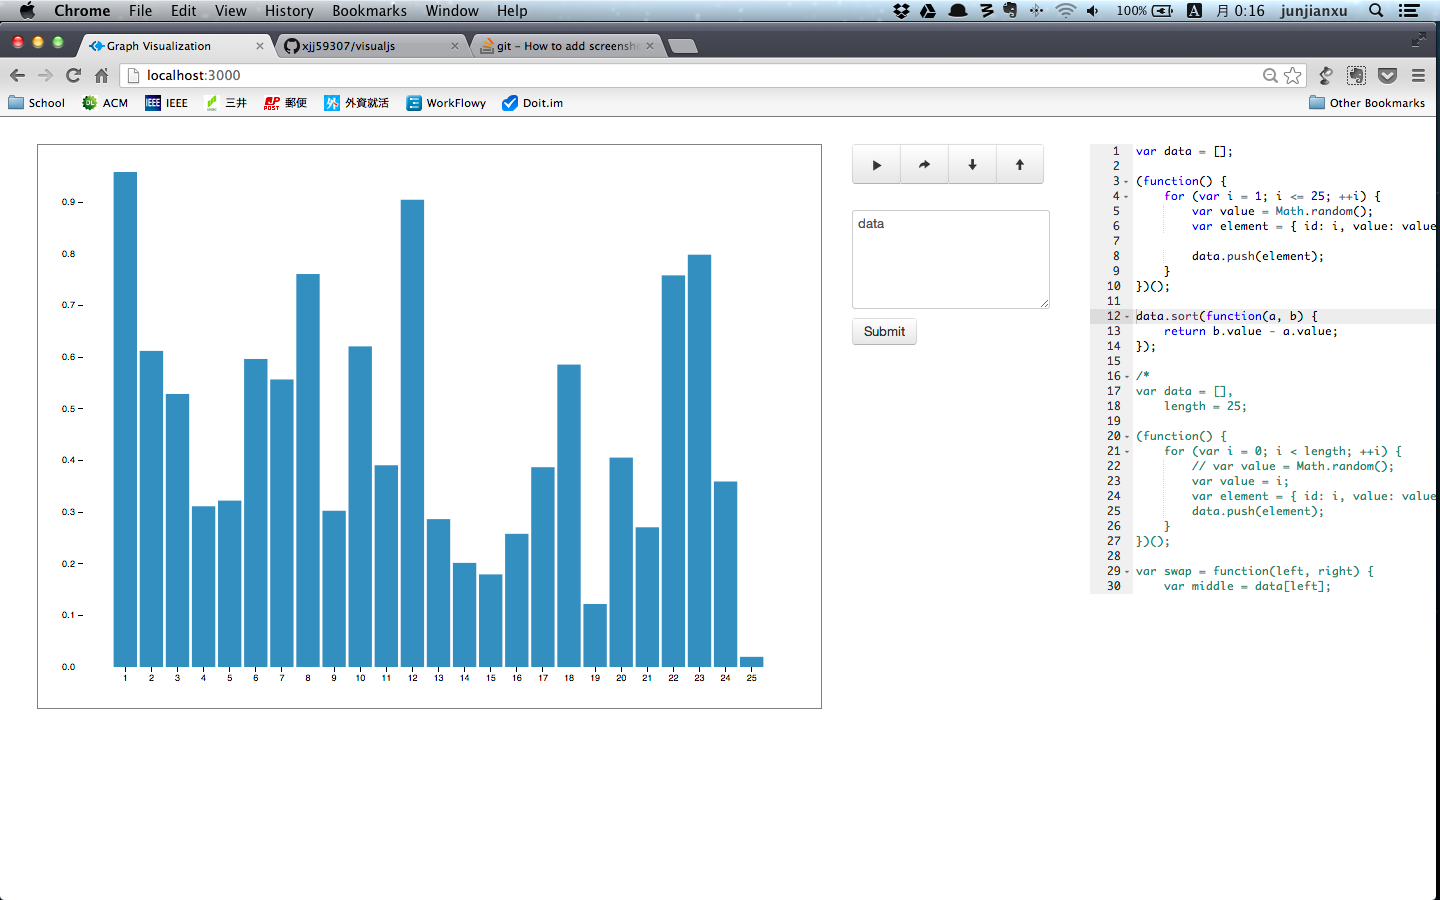 Chrome File Edit View History Bookmarks Window Help 100% A 月 0:16 junjianxu
Graph Visualization xjj59307/visualjs git - How to add screensh
localhost:3000
School ACM IEEE IEEE 三井 POST 郵便 外 外資就活 WorkFlowy Doit.im Other Bookmarks
0.9
0.8
0.7
0.6
0.5
0.4
0.3
0.2
0.1
0.0
1 2 3 4 5 6 7 8 9 10 11 12 13 14 15 16 17 18 19 20 21 22 23 24 25
data
Submit
1 var data = [];
2
3 (function() {
4 for (var i = 1; i <= 25; ++i) {
5 var value = Math.random();
6 var element = { id: i, value: value
7
8 data.push(element);
9 }
10 })();
11
12 data.sort(function(a, b) {
13 return b.value - a.value;
14 });
15
16 /*
17 var data = [],
18 length = 25;
19
20 (function() {
21 for (var i = 0; i < length; ++i) {
22 // var value = Math.random();
23 var value = i;
24 var element = { id: i, value: value
25 data.push(element);
26 }
27 })();
28
29 var swap = function(left, right) {
30 var middle = data[left];